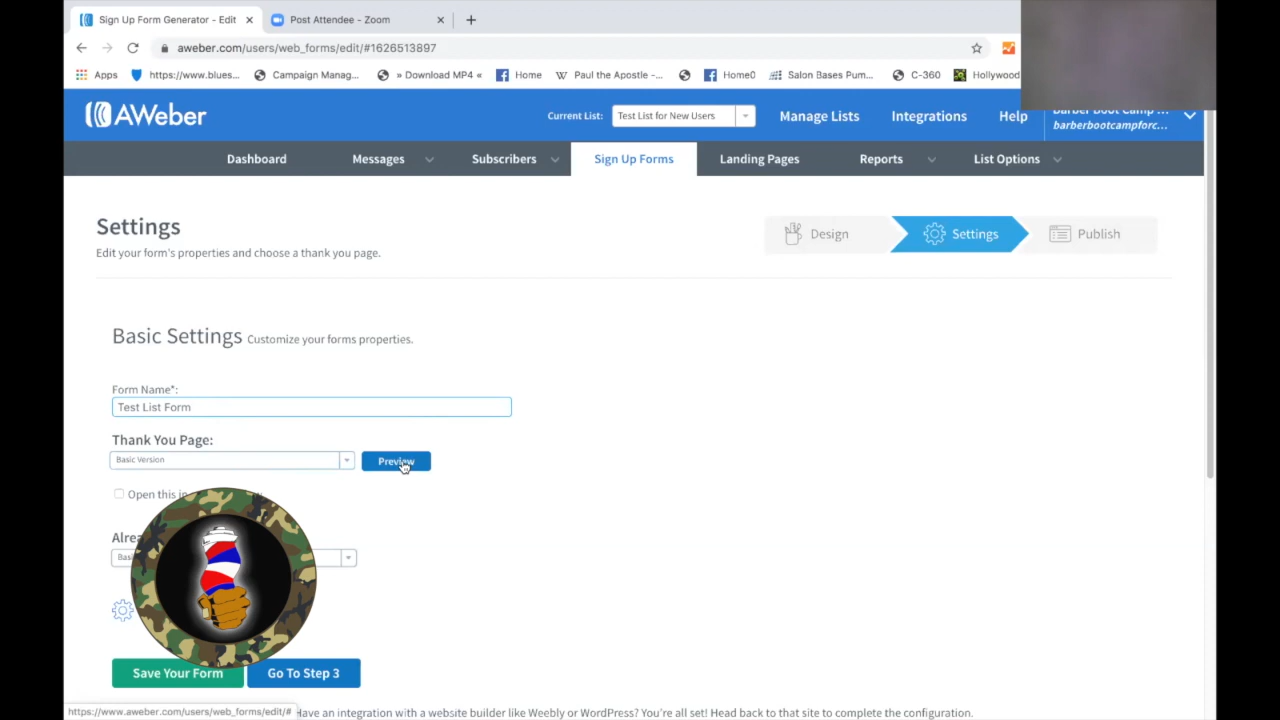 Sign Up Form Generator - Edit
Post Attendee - Zoom
aweber.com/users/web_forms/edit/#1626513897
Apps https://www.blues... Campaign Manag... » Download MP4 « Home Paul the Apostle -... Home0 Salon Bases Pum... C-360 Hollywood
AWeber
Current List: Test List for New Users Manage Lists Integrations Help Barber Boot Camp ...
barberbootcampforc...
Dashboard Messages Subscribers Sign Up Forms Landing Pages Reports List Options
Settings
Edit your form's properties and choose a thank you page.
Design Settings Publish
Basic Settings Customize your forms properties.
Form Name*:
Test List Form
Thank You Page:
Basic Version Preview
Open this in
Save Your Form Go To Step 3
https://www.aweber.com/users/web_forms/edit/# Have an integration with a website builder like Weebly or WordPress? You're all set! Head back to that site to complete the configuration.